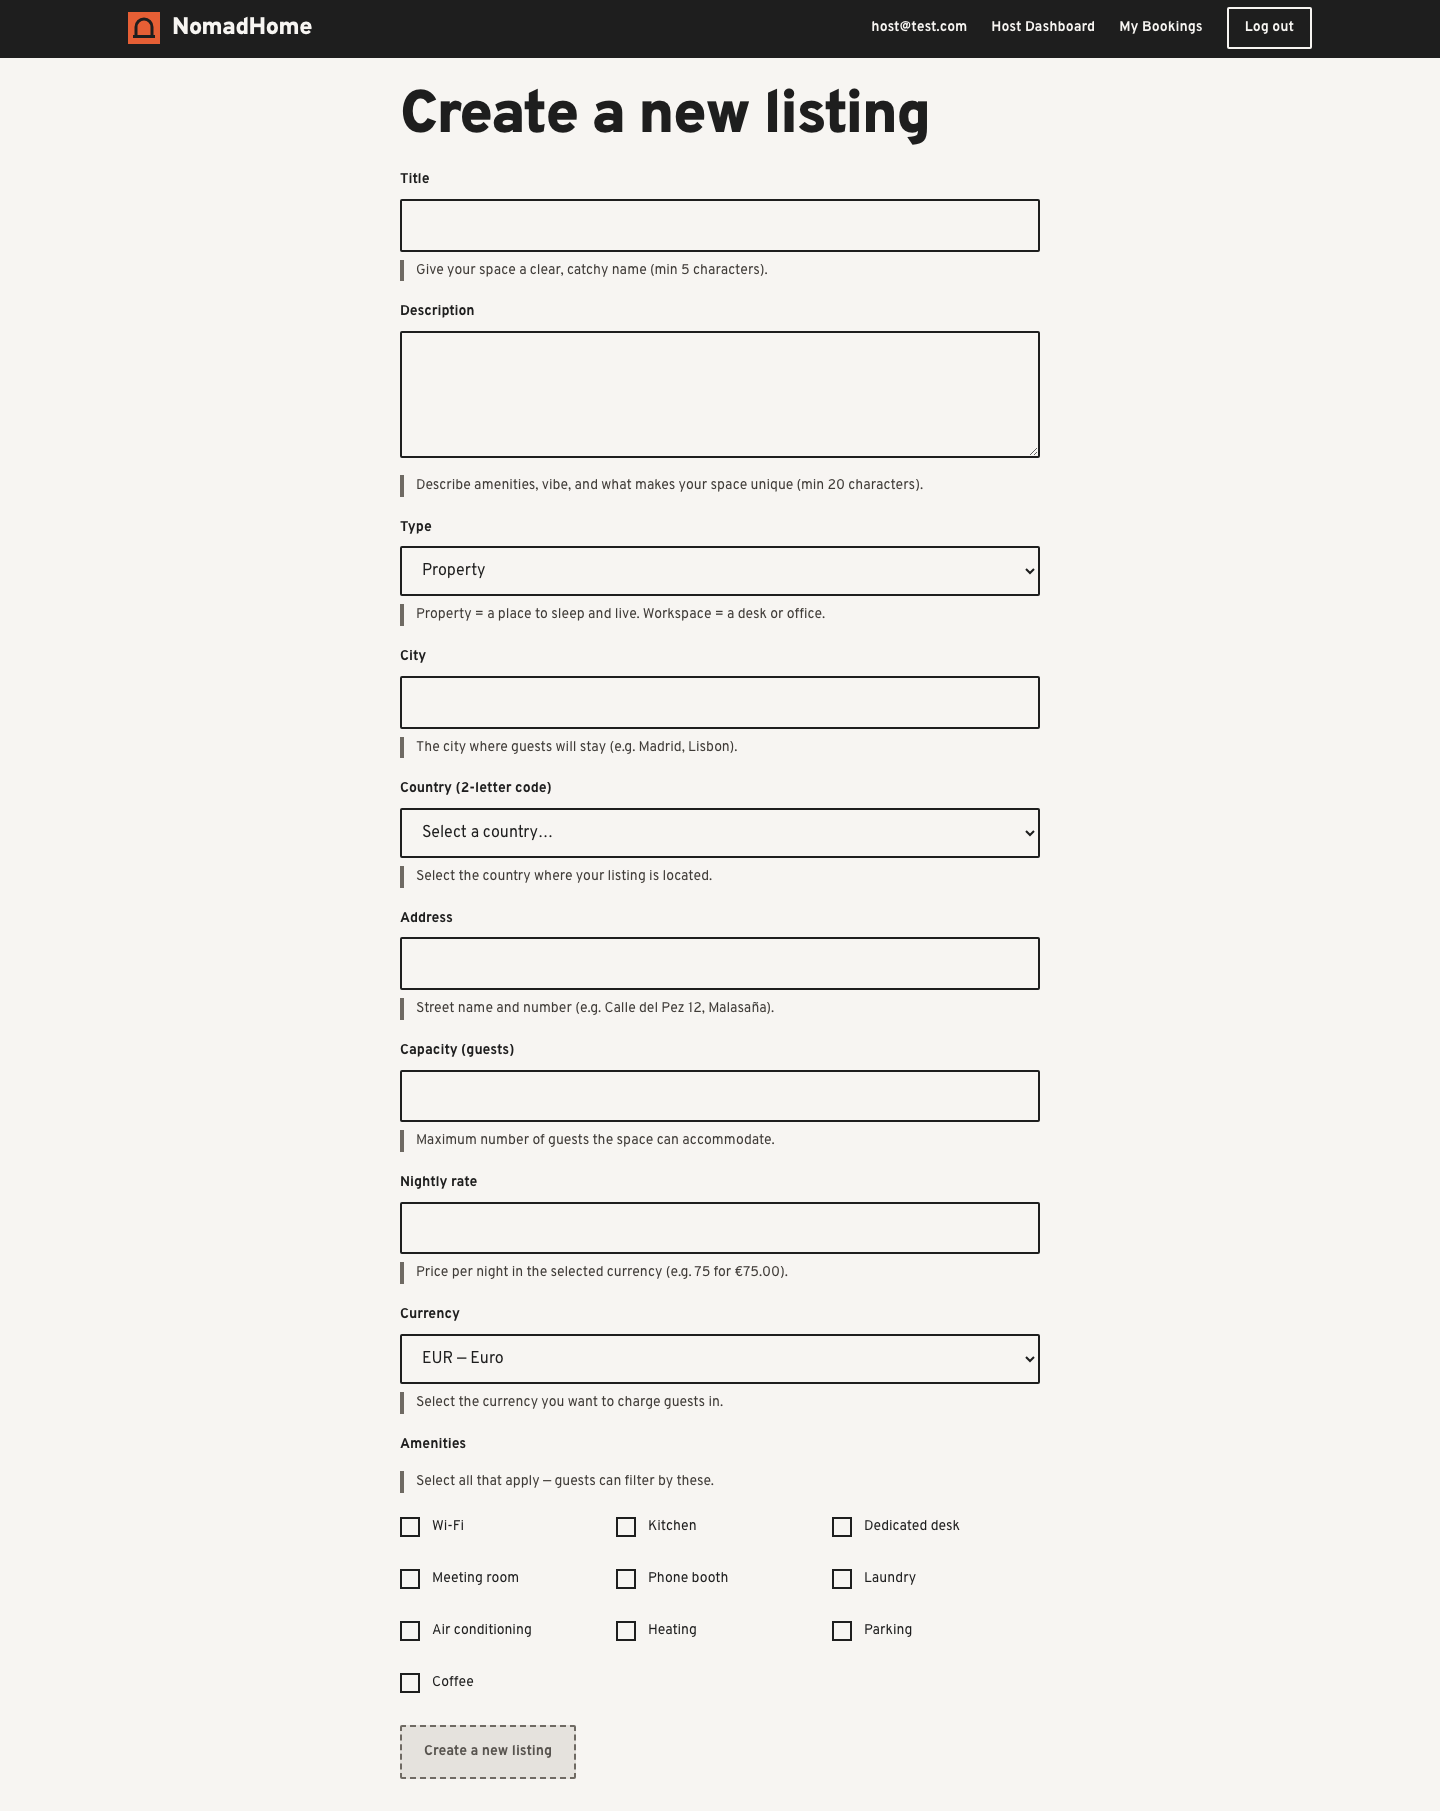 NomadHome
host@test.com
Host Dashboard
My Bookings
Log out
Create a new listing
Title
Give your space a clear, catchy name (min 5 characters).
Description
Describe amenities, vibe, and what makes your space unique (min 20 characters).
Type
Property
Property = a place to sleep and live. Workspace = a desk or office.
City
The city where guests will stay (e.g. Madrid, Lisbon).
Country (2-letter code)
Select a country…
Select the country where your listing is located.
Address
Street name and number (e.g. Calle del Pez 12, Malasaña).
Capacity (guests)
Maximum number of guests the space can accommodate.
Nightly rate
Price per night in the selected currency (e.g. 75 for €75.00).
Currency
EUR — Euro
Select the currency you want to charge guests in.
Amenities
Select all that apply — guests can filter by these.
Wi-Fi
Kitchen
Dedicated desk
Meeting room
Phone booth
Laundry
Air conditioning
Heating
Parking
Coffee
Create a new listing